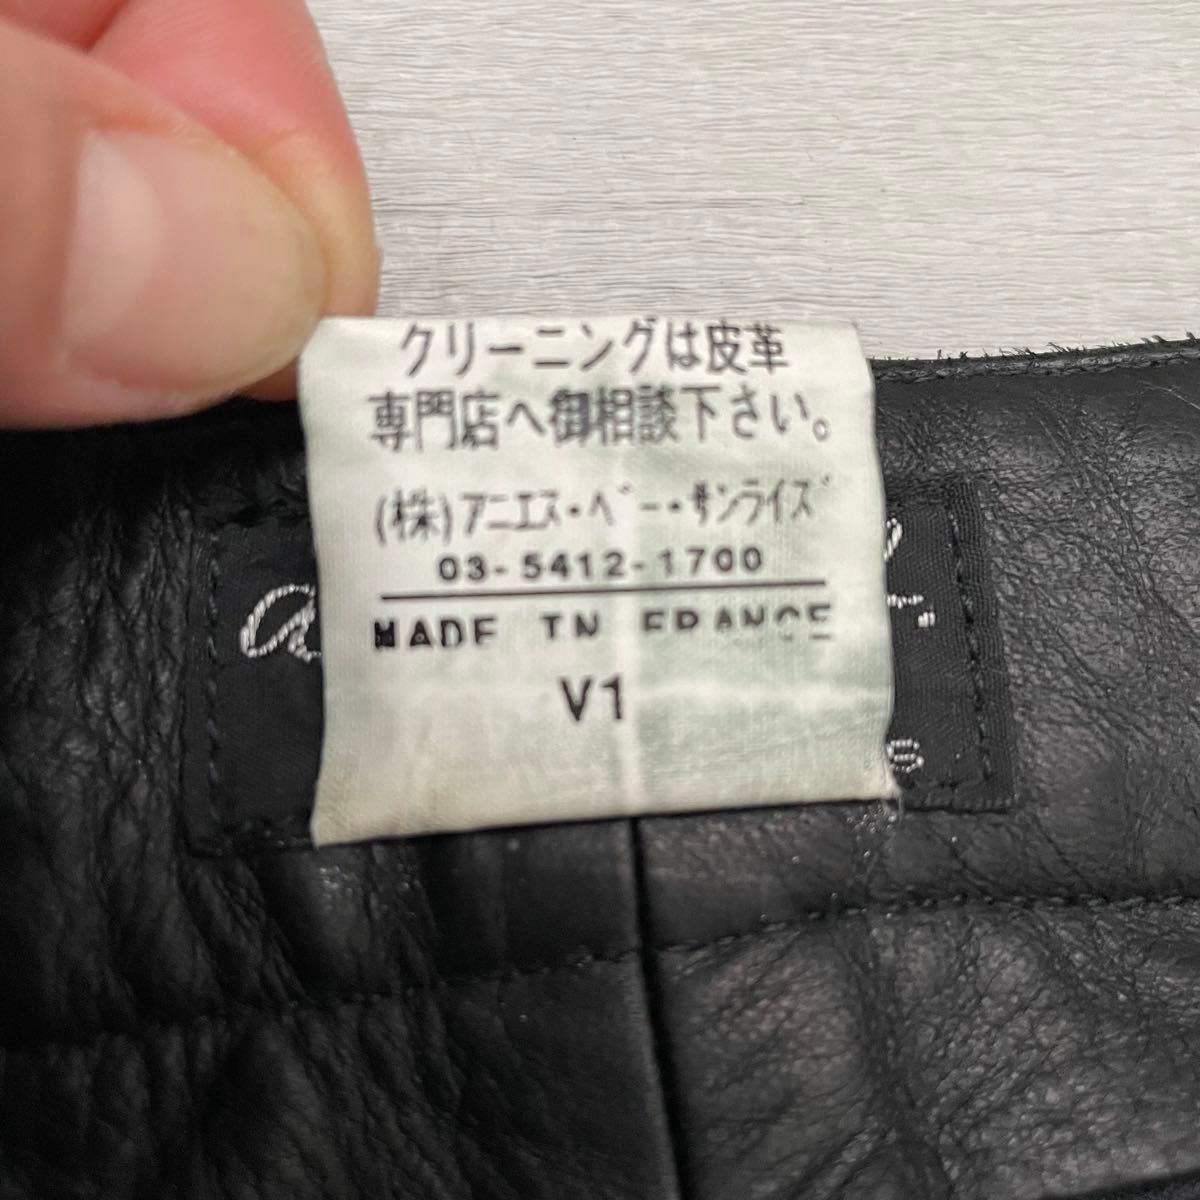 クリーニングは皮革
専門店へ御相談下さい。
(株)アニエス・ベー・サンライズ
03-5412-1700
MADE IN FRANCE
V1